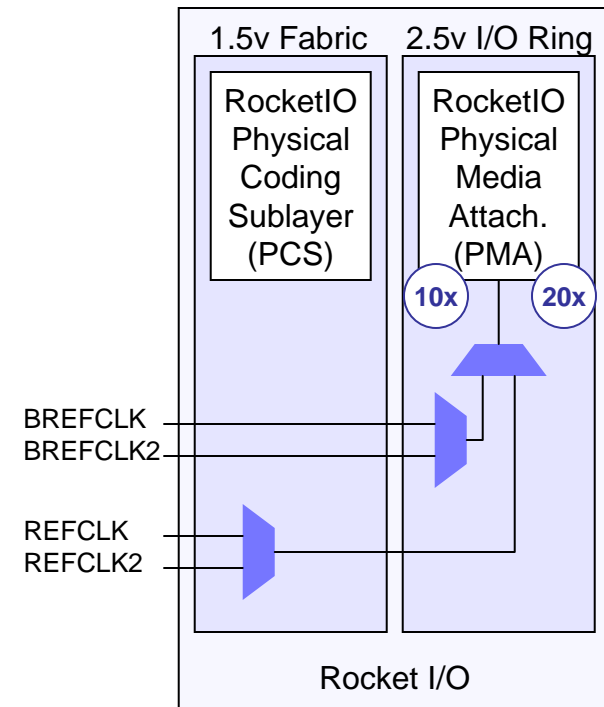 1.5v Fabric
2.5v I/O Ring
RocketIO
Physical
Coding
Sublayer
(PCS)
RocketIO
Physical
Media
Attach.
(PMA)
10x
20x
BREFCLK
BREFCLK2
REFCLK
REFCLK2
Rocket I/O